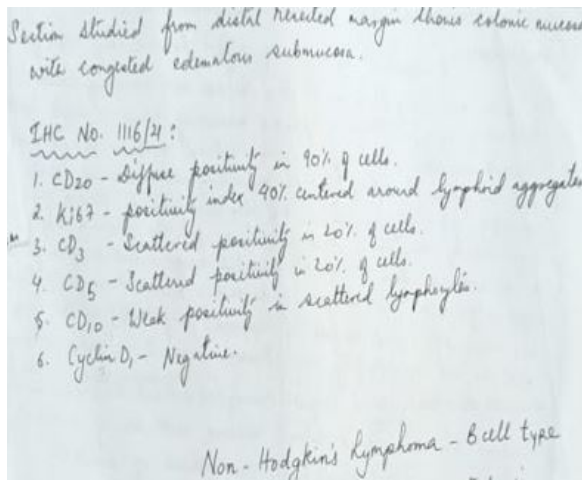 Section studied from distal resected margin shows colonic mucosa
with congested edematous submucosa.
IHC No. 1116/21:
1. CD20 - Diffuse positivity in 90% of cells.
2. Ki67 - positivity index 40% centered around lymphoid aggregates
3. CD3 - Scattered positivity in 20% of cells.
4. CD5 - Scattered positivity in 20% of cells.
5. CD10 - Weak positivity in scattered lymphocytes.
6. Cyclin D1 - Negative.
Non - Hodgkin's Lymphoma - B cell type